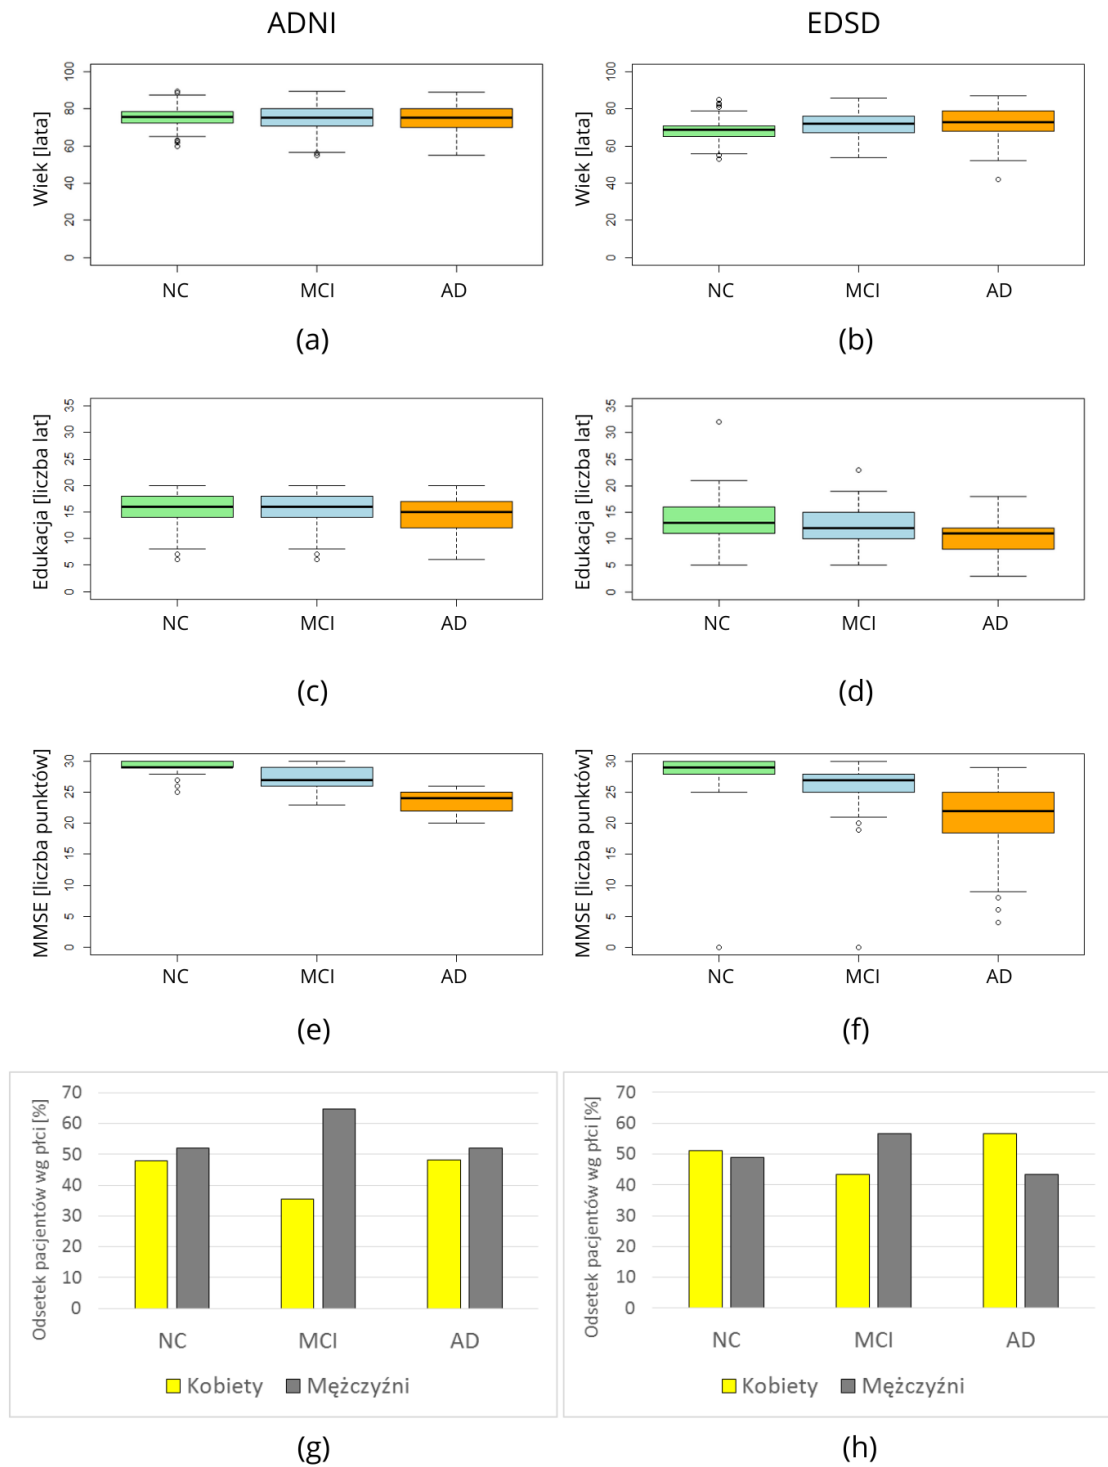 ADNI
EDSD
Wiek [lata]
100
80
60
40
20
0
NC MCI AD
(a)
Wiek [lata]
100
80
60
40
20
0
NC MCI AD
(b)
Edukacja [liczba lat]
35
30
25
20
15
10
5
0
NC MCI AD
(c)
Edukacja [liczba lat]
35
30
25
20
15
10
5
0
NC MCI AD
(d)
MMSE [liczba punktów]
30
25
20
15
10
5
0
NC MCI AD
(e)
MMSE [liczba punktów]
30
25
20
15
10
5
0
NC MCI AD
(f)
Odsetek pacjentów wg płci [%]
70
60
50
40
30
20
10
0
NC MCI AD
Kobiety Mężczyźni
(g)
Odsetek pacjentów wg płci [%]
70
60
50
40
30
20
10
0
NC MCI AD
Kobiety Mężczyźni
(h)